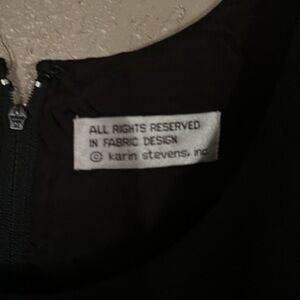 ALL RIGHTS RESERVED
IN FABRIC DESIGN
© karin stevens, inc.